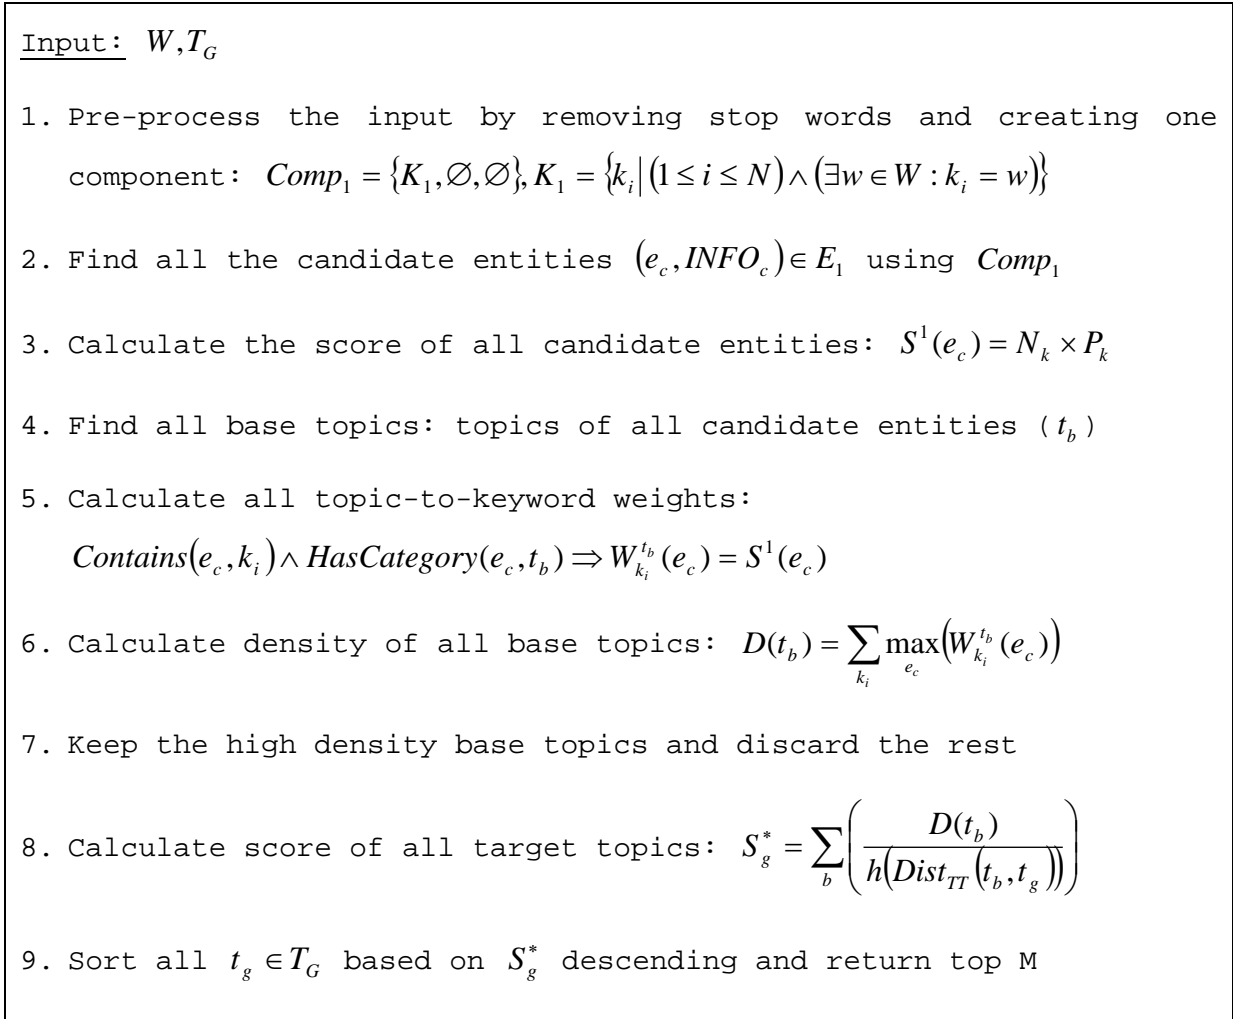 Input: W,T_G
1. Pre-process the input by removing stop words and creating one
component: Comp_1 = {K_1,∅,∅}, K_1 = {k_i | (1 ≤ i ≤ N) ∧ (∃w ∈ W : k_i = w)}
2. Find all the candidate entities (e_c, INFO_c) ∈ E_1 using Comp_1
3. Calculate the score of all candidate entities: S^1(e_c) = N_k × P_k
4. Find all base topics: topics of all candidate entities (t_b)
5. Calculate all topic-to-keyword weights:
Contains(e_c, k_i) ∧ HasCategory(e_c, t_b) ⇒ W_{k_i}^{t_b}(e_c) = S^1(e_c)
6. Calculate density of all base topics: D(t_b) = ∑_{k_i} max_{e_c}(W_{k_i}^{t_b}(e_c))
7. Keep the high density base topics and discard the rest
8. Calculate score of all target topics: S_g^* = ∑_b (D(t_b) / h(Dist_{TT}(t_b, t_g)))
9. Sort all t_g ∈ T_G based on S_g^* descending and return top M